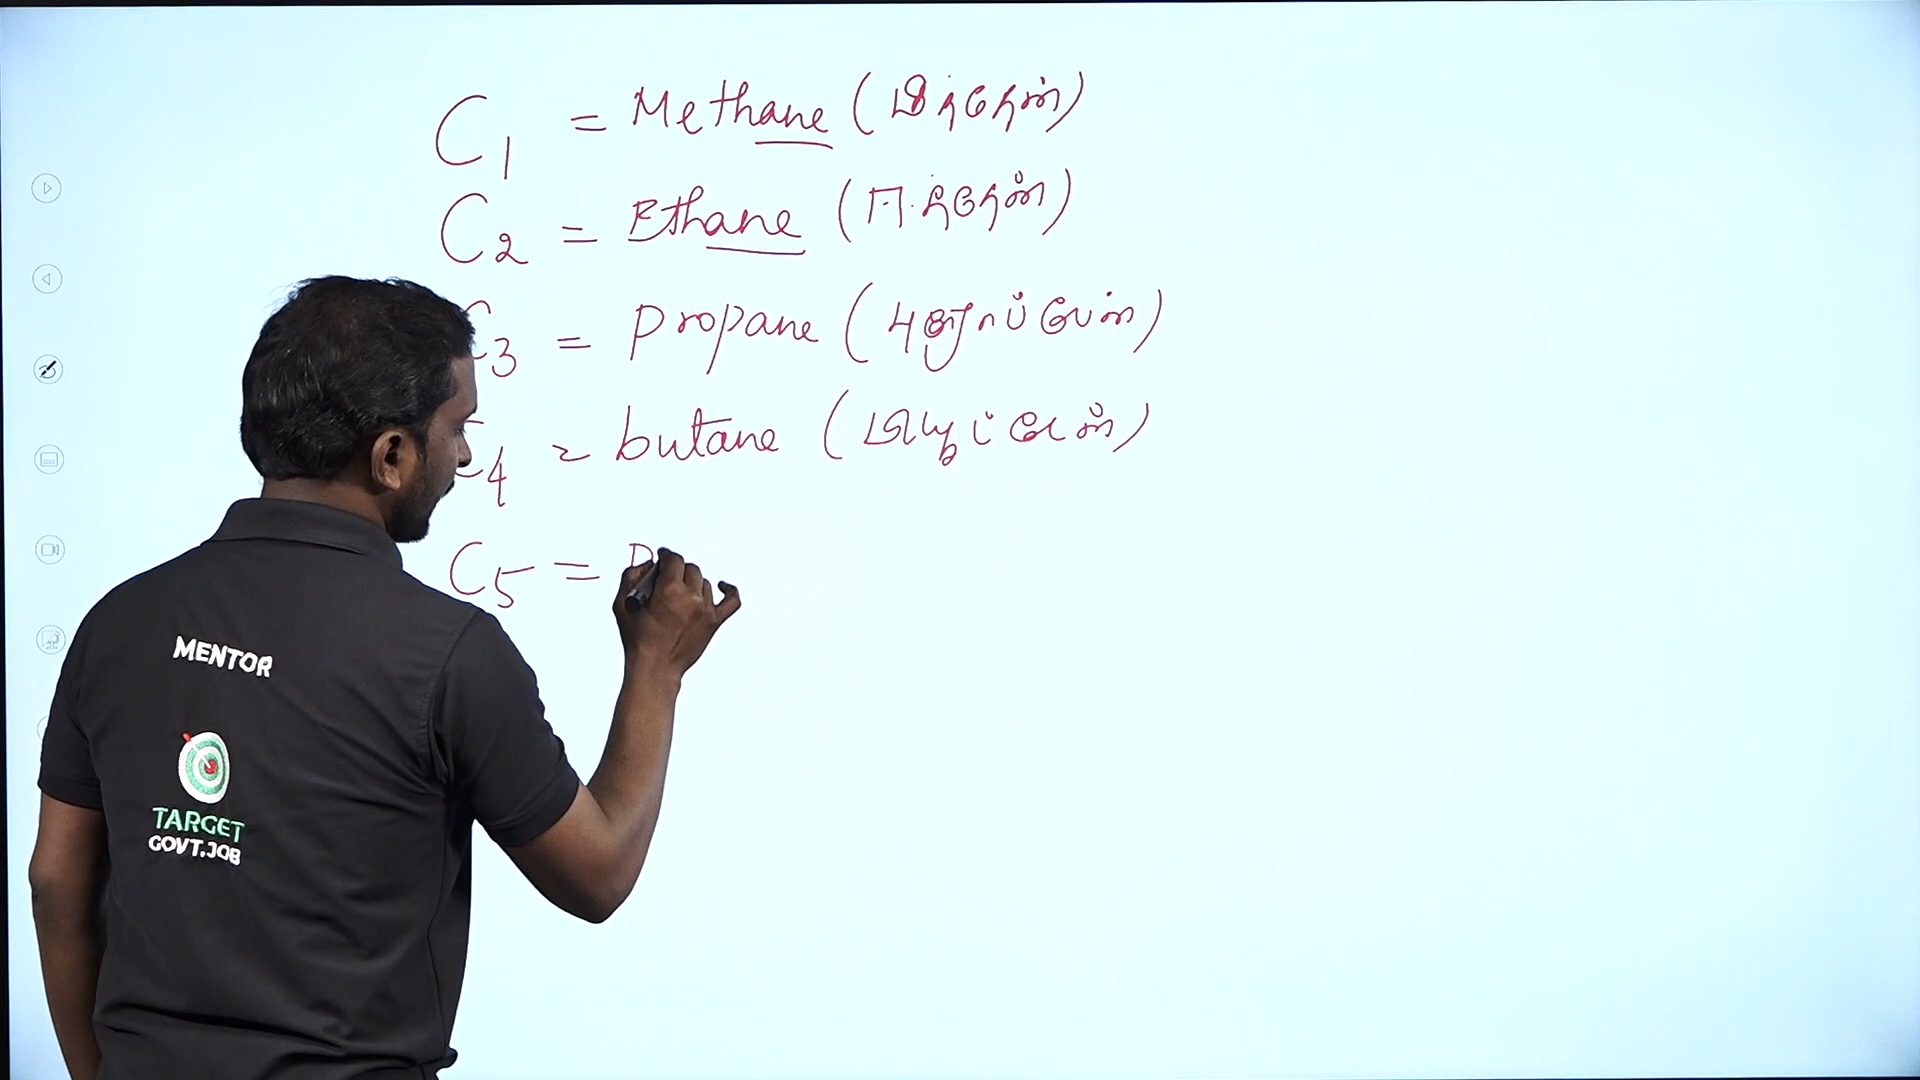 C1 = Methane (மீத்தேன்)
C2 = Ethane (ஈத்தேன்)
C3 = propane (புரோப்பேன்)
C4 = butane (பியூட்டேன்)
C5 = P
MENTOR
TARGET
GOVT.JOB